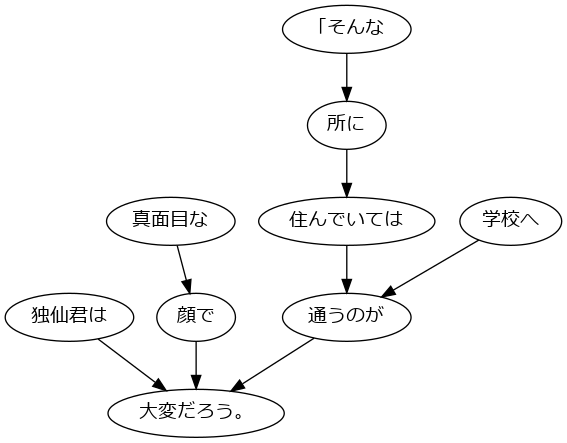 「そんな
所に
真面目な
住んでいては
学校へ
独仙君は
顔で
通うのが
大変だろう。